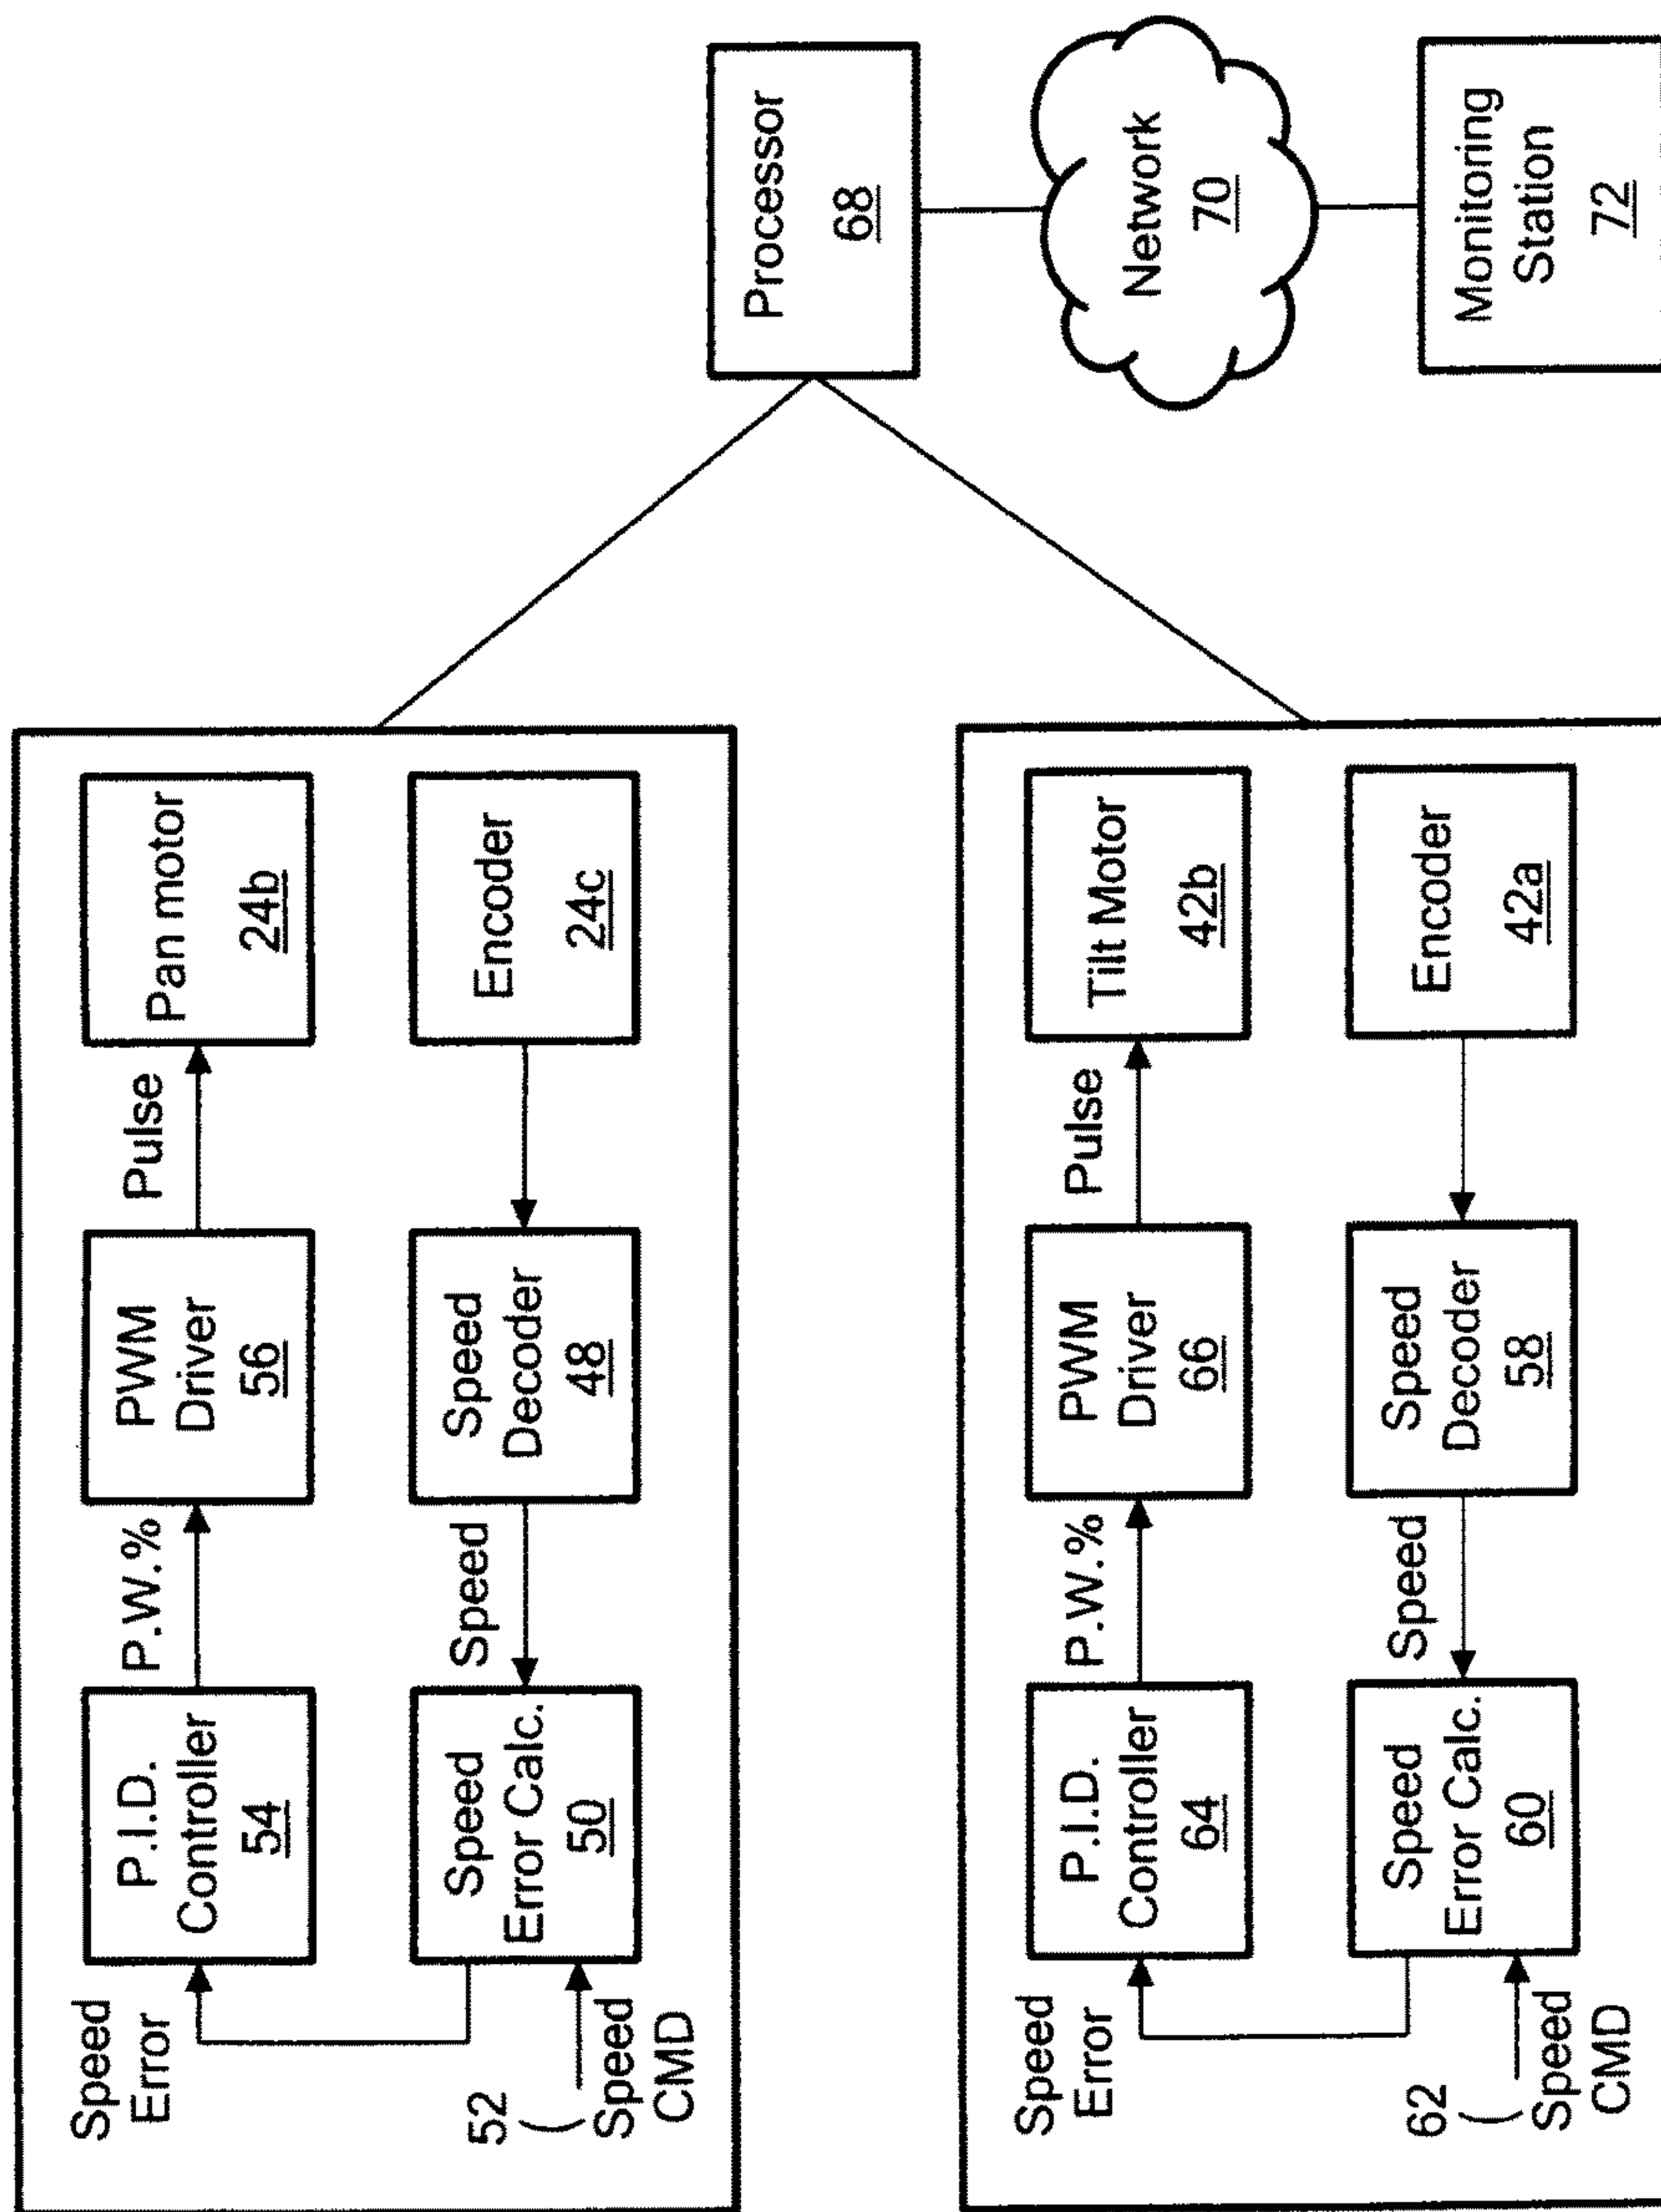 Speed
Error
P.I.D.
Controller
54
P.W.%
PWM
Driver
56
Pulse
Pan motor
24b
52
Speed
CMD
Speed
Error Calc.
50
Speed
Speed
Decoder
48
Encoder
24c
Speed
Error
P.I.D.
Controller
64
P.W.%
PWM
Driver
66
Pulse
Tilt Motor
42b
62
Speed
CMD
Speed
Error Calc.
60
Speed
Speed
Decoder
58
Encoder
42a
Processor
68
Network
70
Monitoring
Station
72